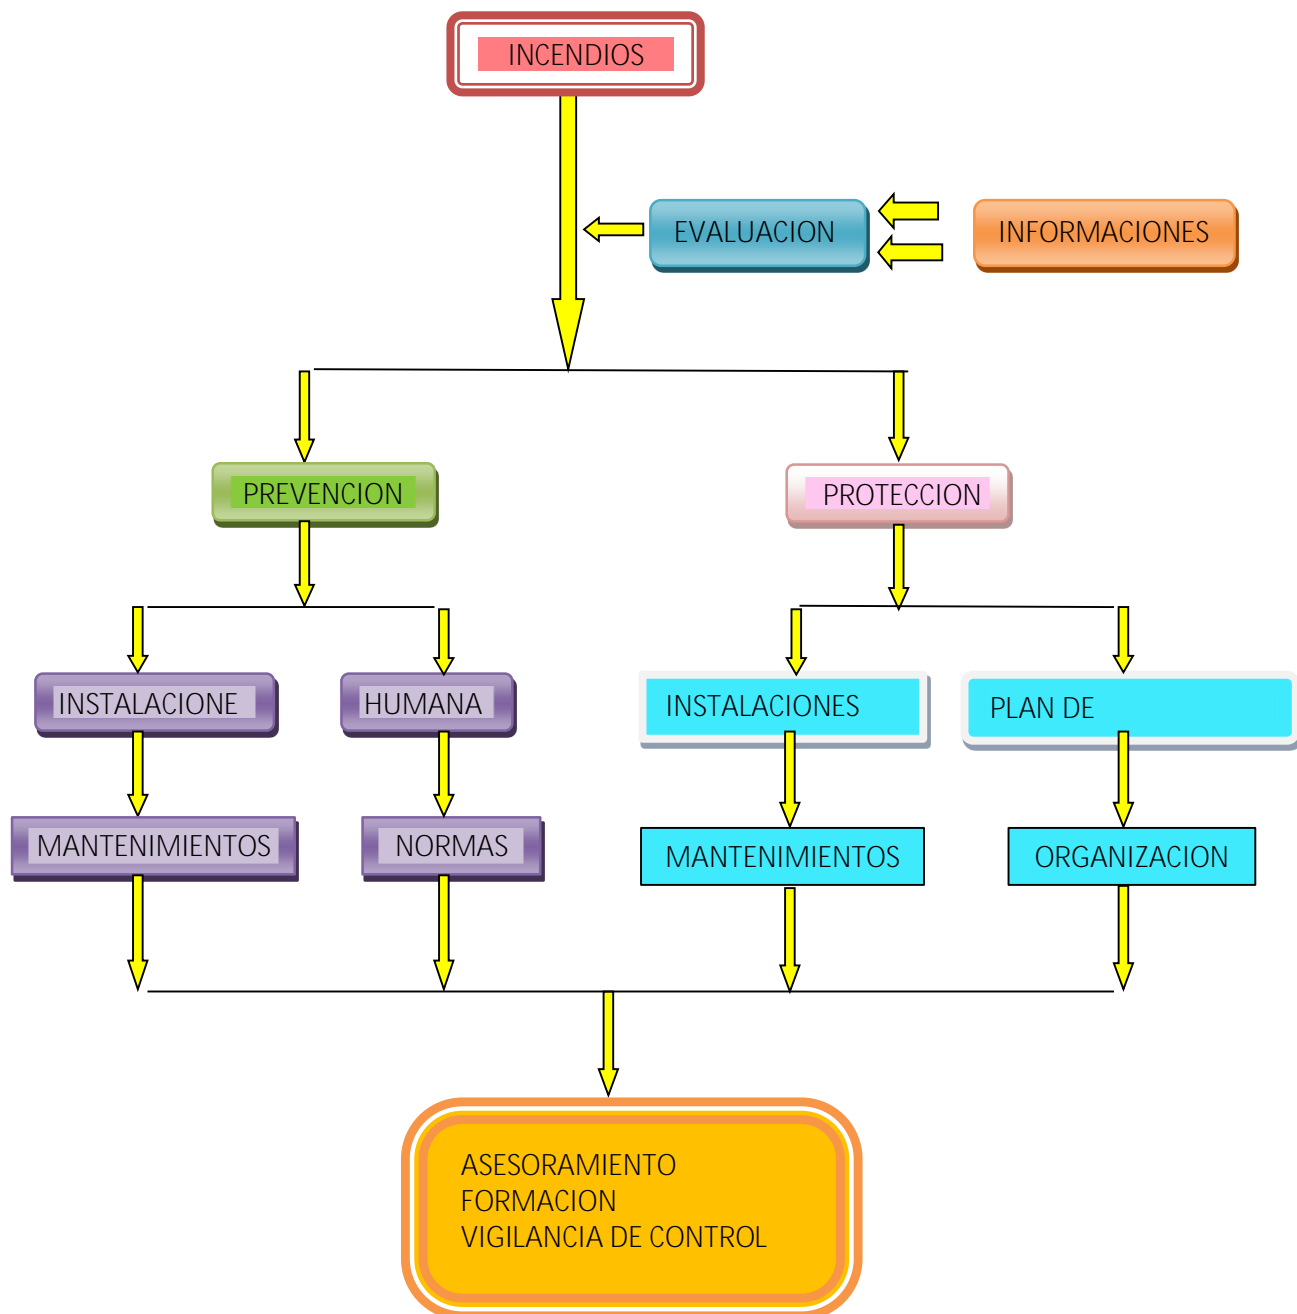 INCENDIOS
EVALUACION
INFORMACIONES
PREVENCION
PROTECCION
INSTALACIONE
HUMANA
INSTALACIONES
PLAN DE
MANTENIMIENTOS
NORMAS
MANTENIMIENTOS
ORGANIZACION
ASESORAMIENTO
FORMACION
VIGILANCIA DE CONTROL